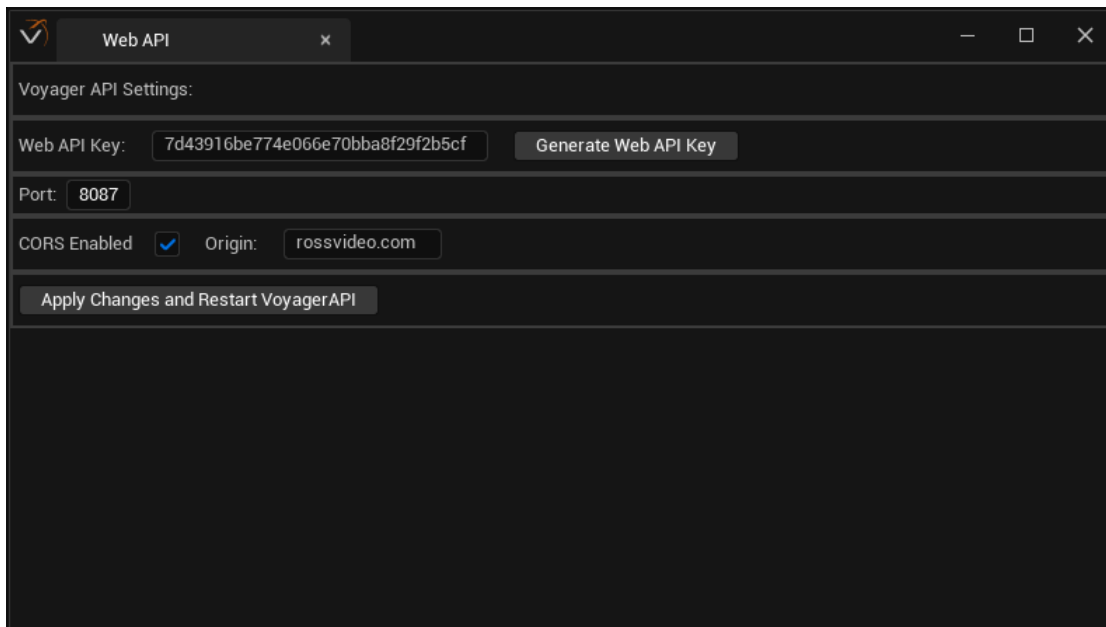 Web API
Voyager API Settings:
Web API Key: 7d43916be774e066e70bba8f29f2b5cf Generate Web API Key
Port: 8087
CORS Enabled Origin: rossvideo.com
Apply Changes and Restart VoyagerAPI